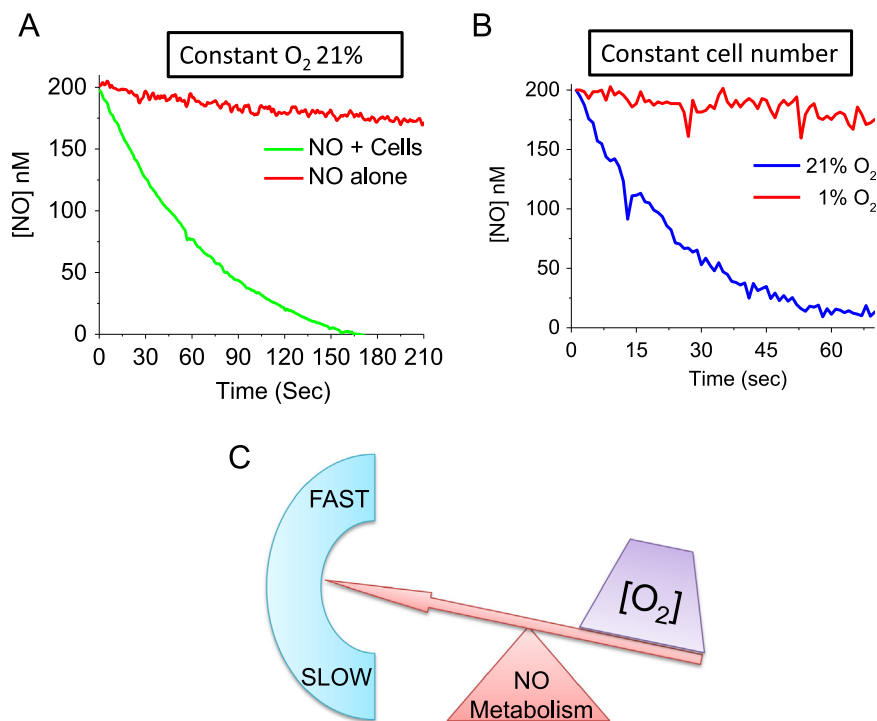 A
Constant O₂ 21%
[NO] nM
200
150
100
50
0
NO + Cells
NO alone
0 30 60 90 120 150 180 210
Time (Sec)
B
Constant cell number
[NO] nM
200
150
100
50
0
21% O₂
1% O₂
0 15 30 45 60
Time (sec)
C
FAST
SLOW
[O₂]
NO
Metabolism